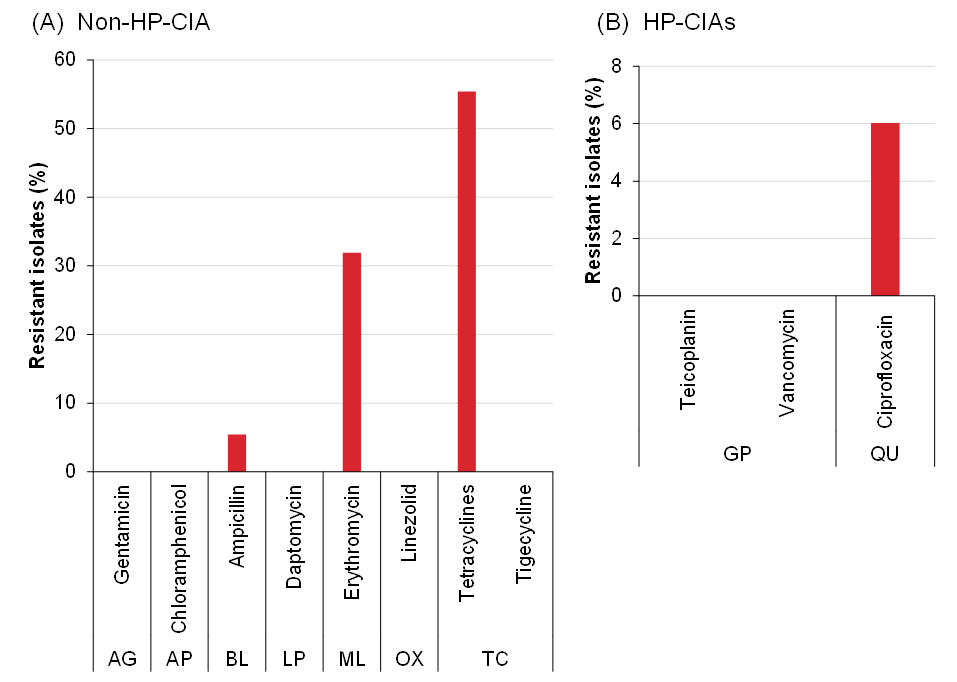 (A) Non-HP-CIA
Resistant isolates (%)
60
50
40
30
20
10
0
Gentamicin
Chloramphenicol
Ampicillin
Daptomycin
Erythromycin
Linezolid
Tetracyclines
Tigecycline
AG AP BL LP ML OX TC
(B) HP-CIAs
Resistant isolates (%)
8
6
4
2
0
Teicoplanin
Vancomycin
Ciprofloxacin
GP QU